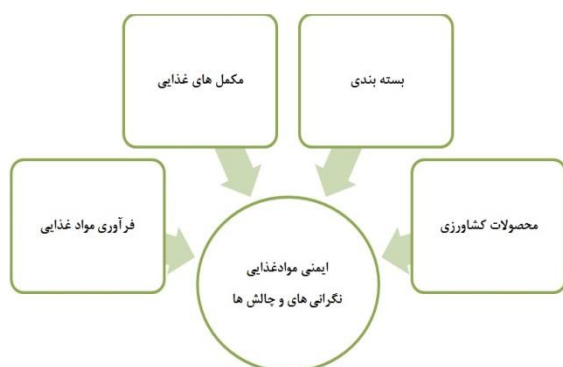 بسته بندی
مکمل های غذایی
محصولات کشاورزی
فرآوری مواد غذایی
ایمنی موادغذایی
نگرانی های و چالش ها